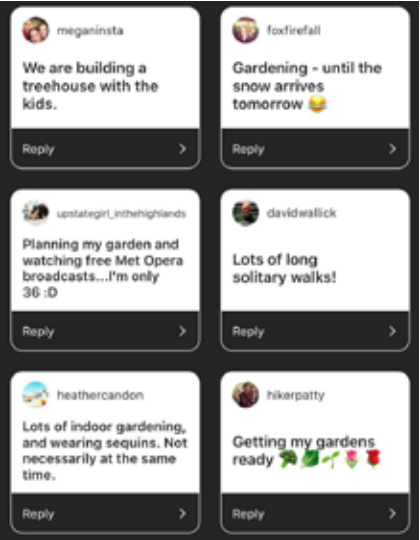 meganinsta
We are building a
treehouse with the
kids.
Reply
foxfirefall
Gardening - until the
snow arrives
tomorrow 😂
Reply
upstategirl_inthehighlands
Planning my garden and
watching free Met Opera
broadcasts...I'm only
36 :D
Reply
davidwallick
Lots of long
solitary walks!
Reply
heathercandon
Lots of indoor gardening,
and wearing sequins. Not
necessarily at the same
time.
Reply
hikerpatty
Getting my gardens
ready 🥦🌿🌱🌷🌹
Reply